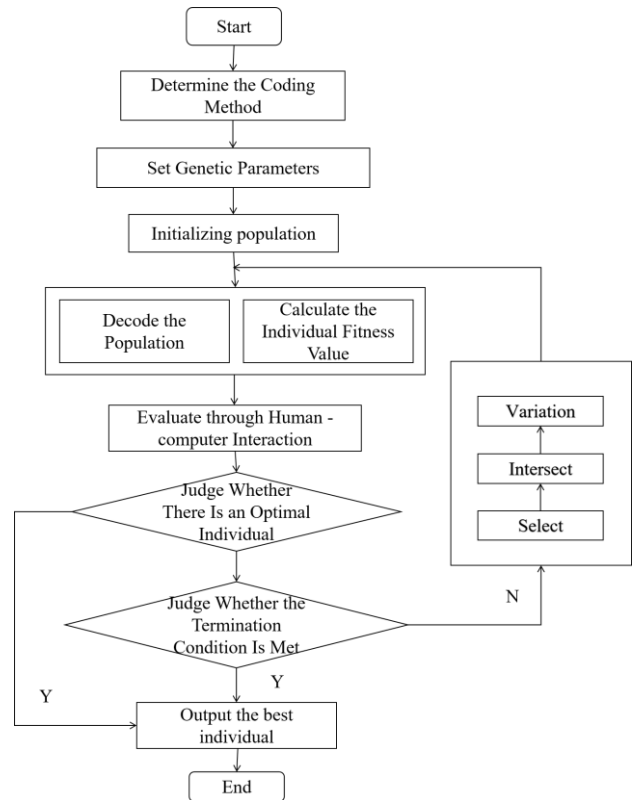 Start
Determine the Coding
Method
Set Genetic Parameters
Initializing population
Decode the
Population
Calculate the
Individual Fitness
Value
Evaluate through Human -
computer Interaction
Judge Whether
There Is an Optimal
Individual
Judge Whether the
Termination
Condition Is Met
Variation
Intersect
Select
N
Y
Y
Output the best
individual
End